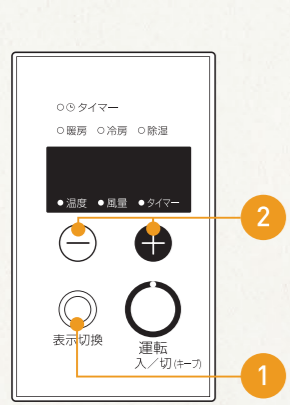 ○◷タイマー
○暖房 ○冷房 ○除湿
●温度 ●風量 ●タイマー
2
− +
表示切換
運転
入／切(キープ)
1